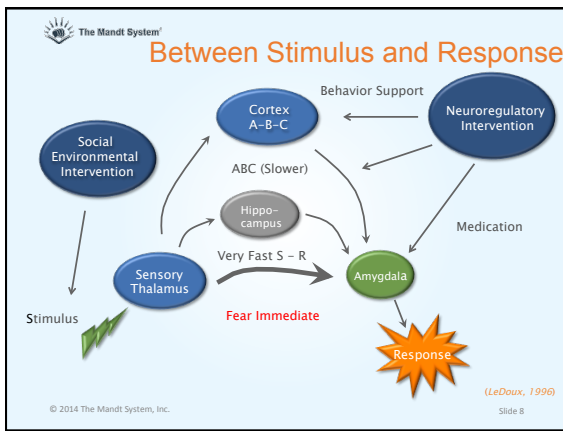 The Mandt System
Between Stimulus and Response
Behavior Support
Cortex
A-B-C
Neuroregulatory
Intervention
Social
Environmental
Intervention
ABC (Slower)
Hippo-
campus
Medication
Very Fast S - R
Sensory
Thalamus
Amygdala
Stimulus
Fear Immediate
Response
(LeDoux, 1996)
© 2014 The Mandt System, Inc.
Slide 8